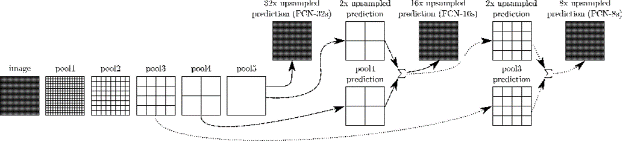 32x upsampled
prediction (FCN-32s)
2x upsampled
prediction
16x upsampled
prediction (FCN-16s)
2x upsampled
prediction
8x upsampled
prediction (FCN-8s)
image
pool1
pool2
pool3
pool4
pool5
pool4
prediction
Σ
pool3
prediction
Σ